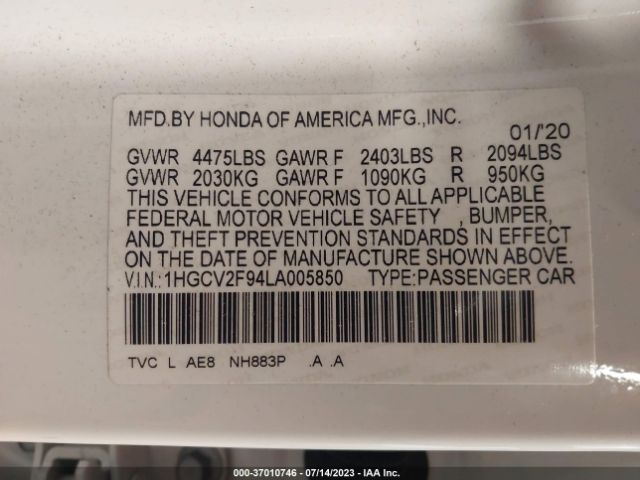 MFD.BY HONDA OF AMERICA MFG.,INC.
01/'20
GVWR 4475LBS GAWR F 2403LBS R 2094LBS
GVWR 2030KG GAWR F 1090KG R 950KG
THIS VEHICLE CONFORMS TO ALL APPLICABLE
FEDERAL MOTOR VEHICLE SAFETY , BUMPER,
AND THEFT PREVENTION STANDARDS IN EFFECT
ON THE DATE OF MANUFACTURE SHOWN ABOVE.
V.I.N.: 1HGCV2F94LA005850 TYPE:PASSENGER CAR
TVC L AE8 NH883P .A .A
000-37010746 / 07/14/2023 / IAA, Inc.